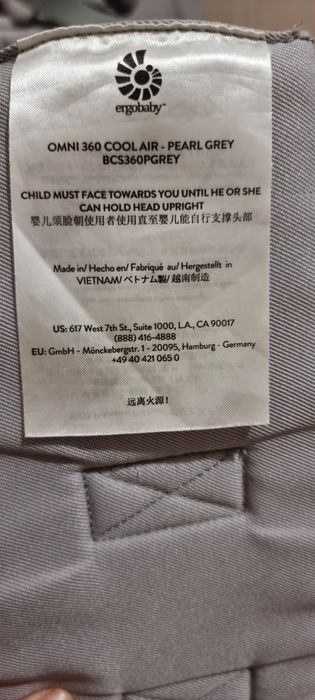 ergobaby™
OMNI 360 COOL AIR - PEARL GREY
BCS360PGREY
CHILD MUST FACE TOWARDS YOU UNTIL HE OR SHE
CAN HOLD HEAD UPRIGHT
婴儿须脸朝使用者使用直至婴儿能自行支撑头部
Made in/ Hecho en/ Fabriqué au/ Hergestellt in
VIETNAM/ベトナム製/越南制造
US: 617 West 7th St., Suite 1000, L.A., CA 90017
(888) 416-4888
EU: GmbH - Mönckebergstr. 1 - 20095, Hamburg - Germany
+49 40 421 065 0
远离火源!